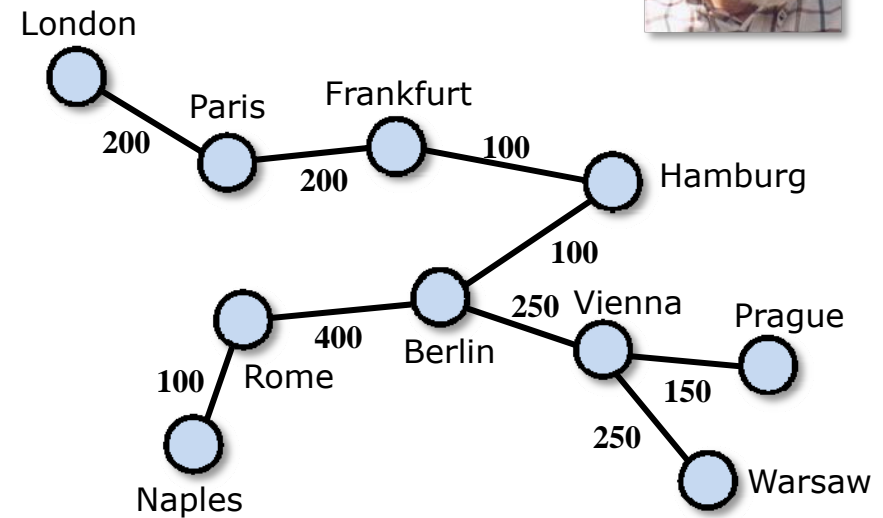 London
Paris
Frankfurt
200
200
100
Hamburg
100
250
Vienna
Prague
400
Berlin
150
100
Rome
250
Warsaw
Naples